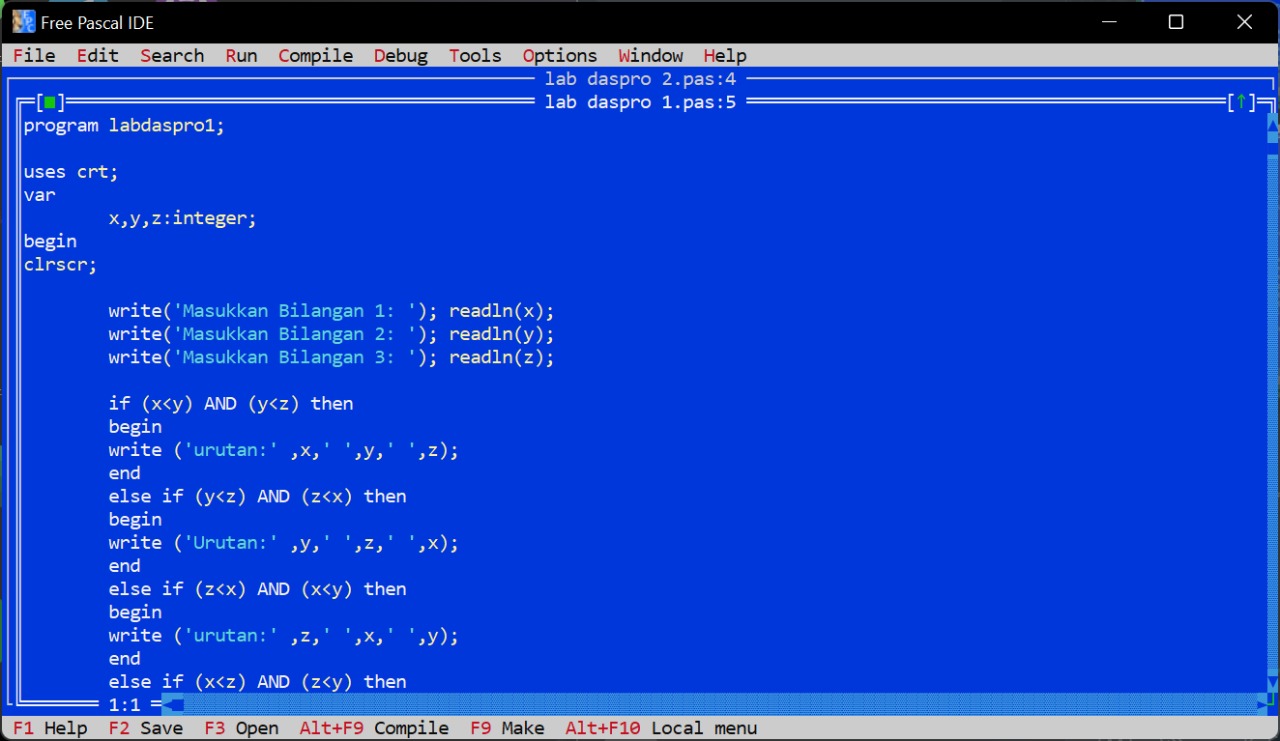 Free Pascal IDE
File Edit Search Run Compile Debug Tools Options Window Help
lab daspro 2.pas:4
[■] lab daspro 1.pas:5 [↑]
program labdaspro1;
uses crt;
var
x,y,z:integer;
begin
clrscr;
write('Masukkan Bilangan 1: '); readln(x);
write('Masukkan Bilangan 2: '); readln(y);
write('Masukkan Bilangan 3: '); readln(z);
if (x<y) AND (y<z) then
begin
write ('urutan:' ,x,' ',y,' ',z);
end
else if (y<z) AND (z<x) then
begin
write ('Urutan:' ,y,' ',z,' ',x);
end
else if (z<x) AND (x<y) then
begin
write ('urutan:' ,z,' ',x,' ',y);
end
else if (x<z) AND (z<y) then
1:1
F1 Help F2 Save F3 Open Alt+F9 Compile F9 Make Alt+F10 Local menu